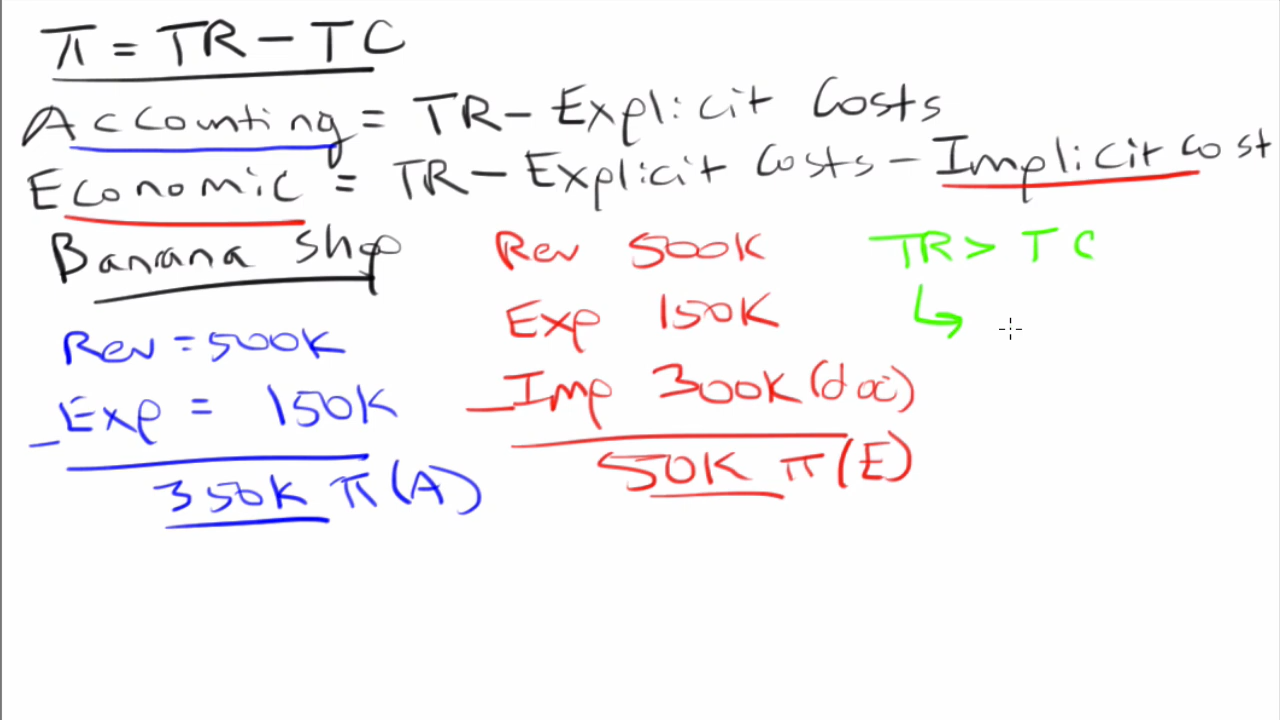 π = TR - TC
Accounting = TR - Explicit Costs
Economic = TR - Explicit Costs - Implicit Cost
Banana Shop
Rev = 500K
Exp = 150K
350K π (A)
Rev 500K
Exp 150K
- Imp 300K (doc)
50K π (E)
TR > TC
↳